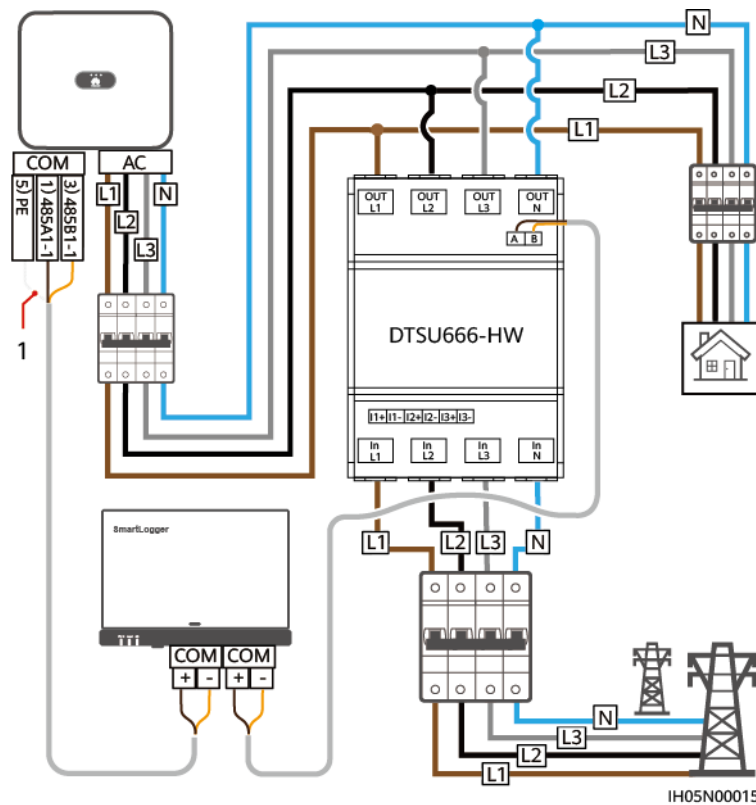 N
L3
L2
L1
COM
AC
5) PE
1) 485A1-1
3) 485B1-1
L1
L2
L3
N
1
OUT L1
OUT L2
OUT L3
OUT N
A B
DTSU666-HW
I1+ I1- I2+ I2- I3+ I3-
In L1
In L2
In L3
In N
L1
L2
L3
N
SmartLogger
COM COM
+ - + -
N
L3
L2
L1
IH05N00015